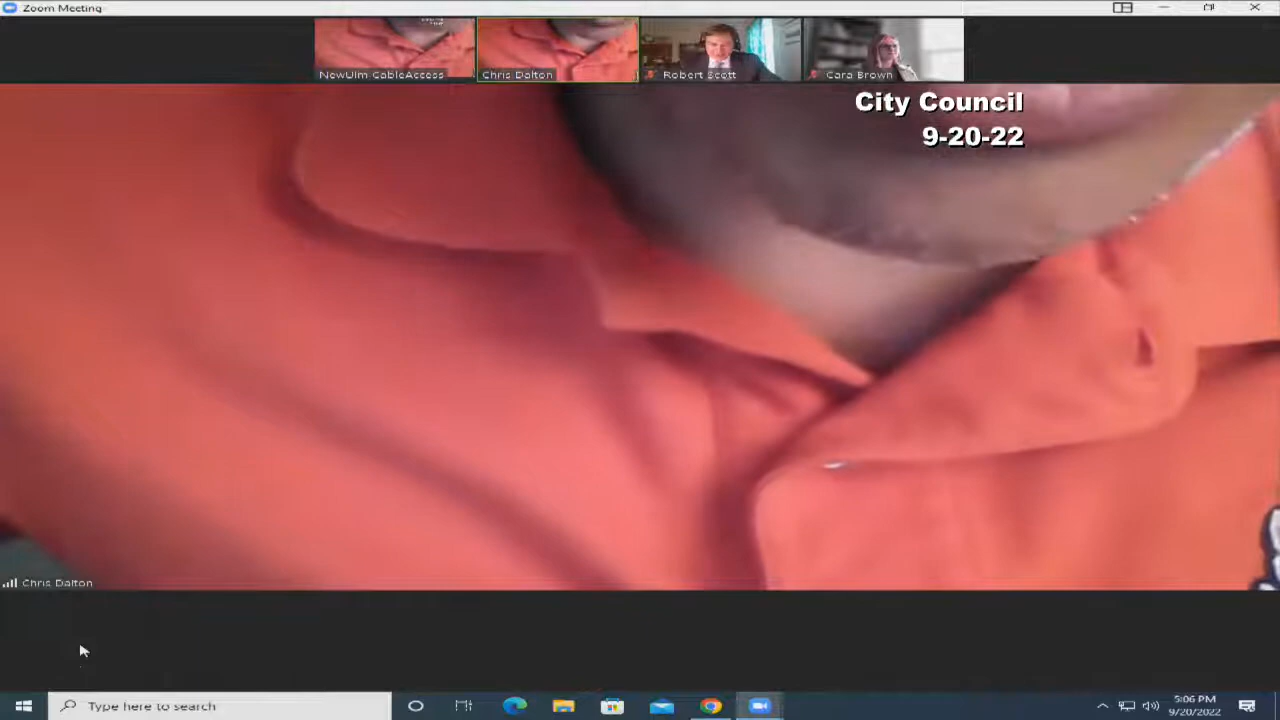 Zoom Meeting
NewUlm CableAccess
Chris Dalton
Robert Scott
Cara Brown
City Council
9-20-22
Chris Dalton
Type here to search
5:06 PM
9/20/2022